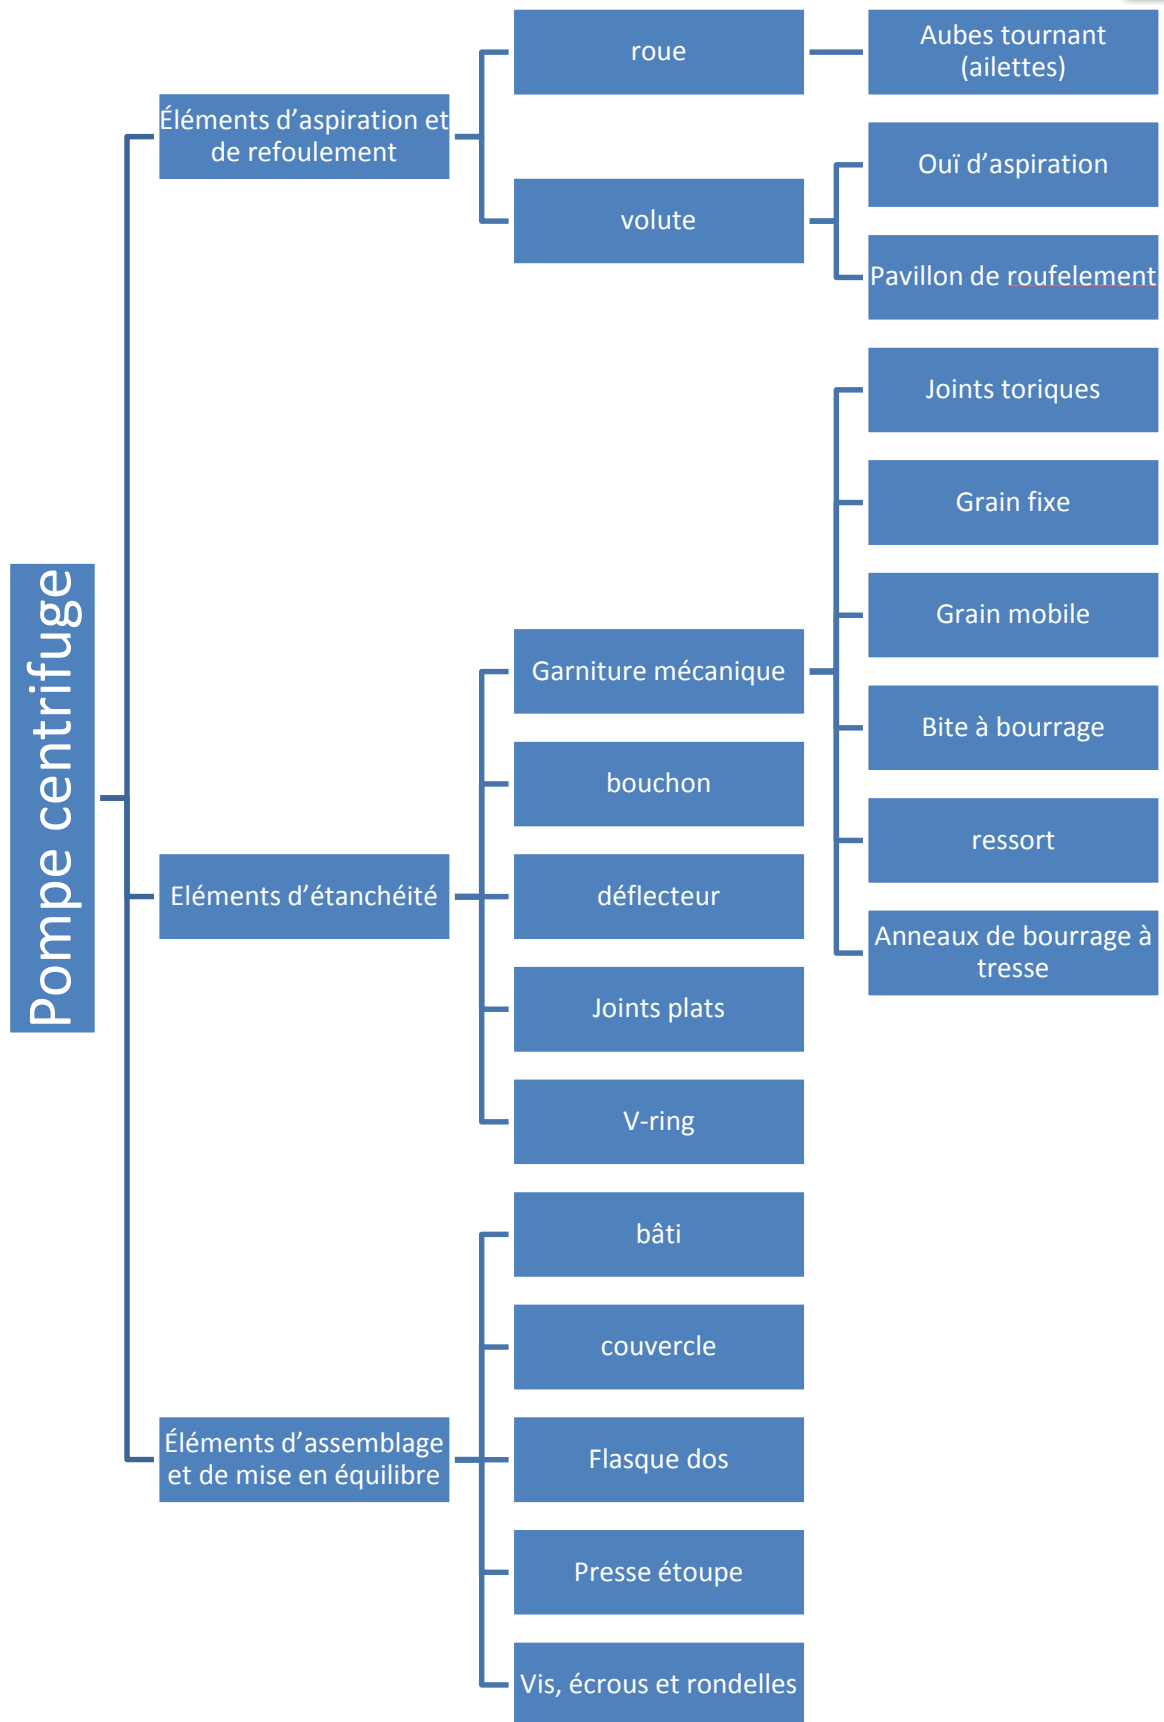 Pompe centrifuge
Éléments d’aspiration et
de refoulement
roue
Aubes tournant
(ailettes)
volute
Ouï d’aspiration
Pavillon de roufelement
Eléments d’étanchéité
Garniture mécanique
Joints toriques
Grain fixe
Grain mobile
Bite à bourrage
ressort
Anneaux de bourrage à
tresse
bouchon
déflecteur
Joints plats
V-ring
Éléments d’assemblage
et de mise en équilibre
bâti
couvercle
Flasque dos
Presse étoupe
Vis, écrous et rondelles